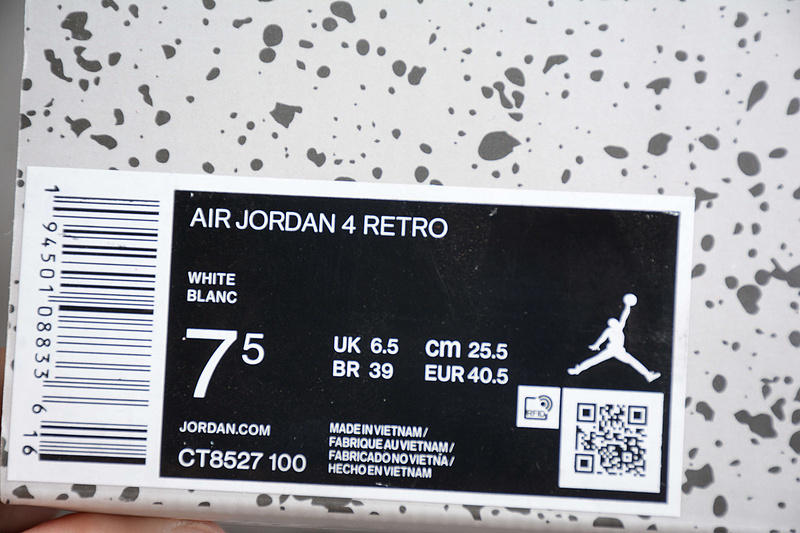 AIR JORDAN 4 RETRO
WHITE
BLANC
7 5
UK 6.5 cm 25.5
BR 39 EUR 40.5
RFID
JORDAN.COM
CT8527 100
MADE IN VIETNAM /
FABRIQUE AU VIETNAM /
FABRICADO NO VIETNÃ /
HECHO EN VIETNAM
1 94501 08833 6 16